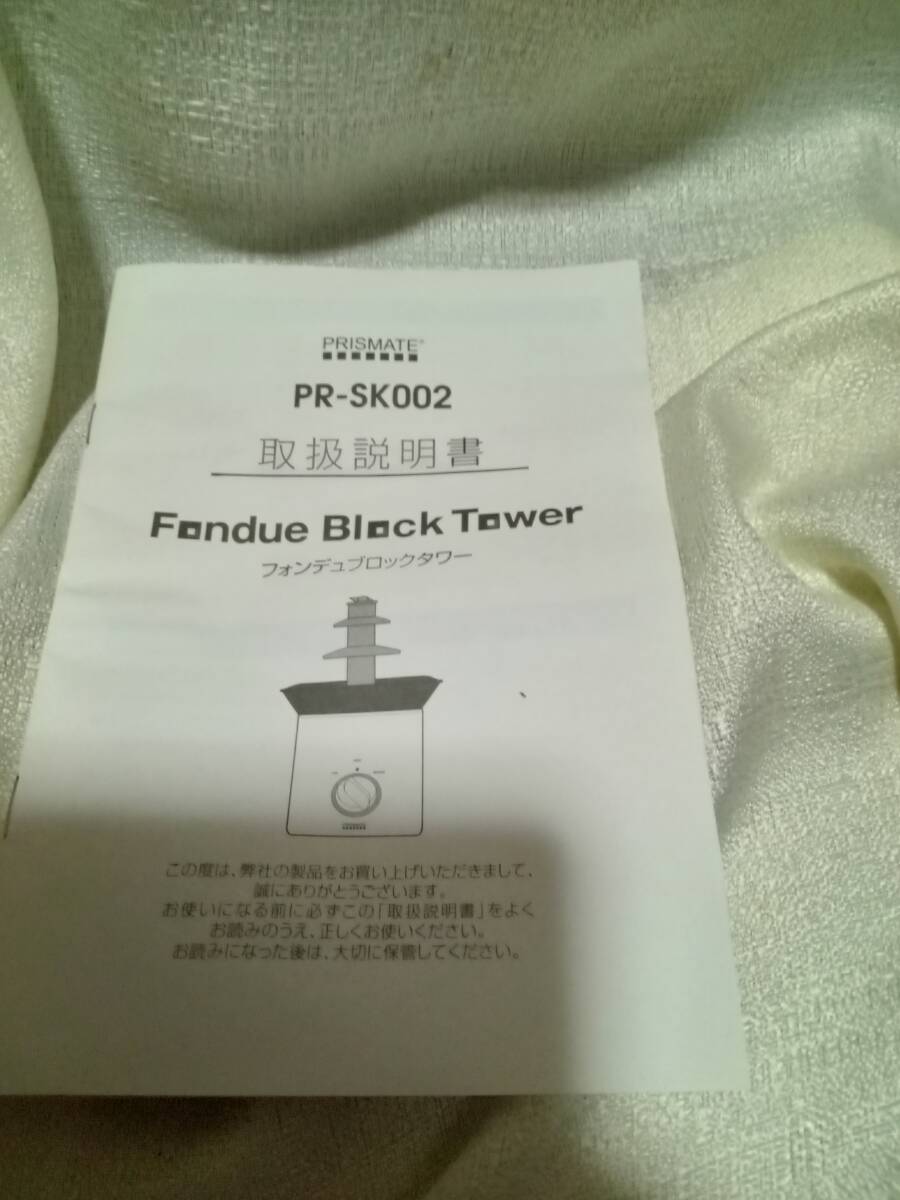 PRISMATE®
PR-SK002
取扱説明書
Fondue Block Tower
フォンデュブロックタワー
この度は、弊社の製品をお買い上げいただきまして、
誠にありがとうございます。
お使いになる前に必ずこの「取扱説明書」をよく
お読みのうえ、正しくお使いください。
お読みになった後は、大切に保管してください。